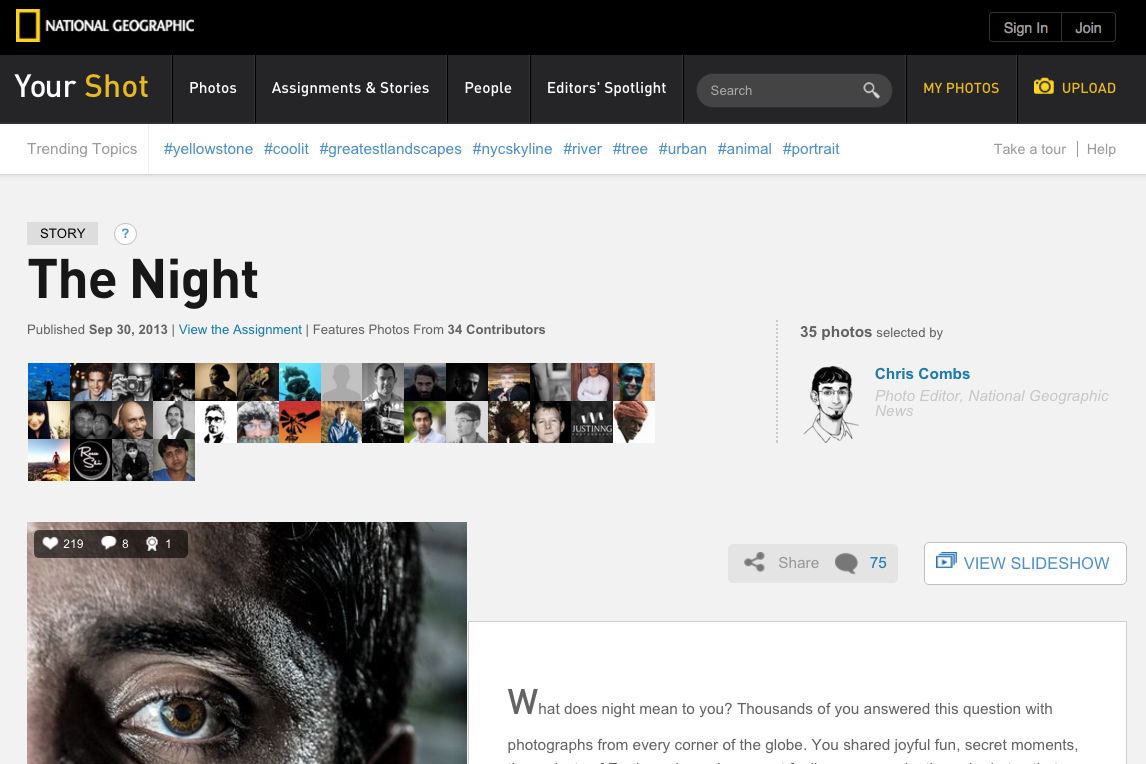 NATIONAL GEOGRAPHIC
Sign In Join
Your Shot
Photos
Assignments & Stories
People
Editors' Spotlight
Search
MY PHOTOS
UPLOAD
Trending Topics #yellowstone #coolit #greatestlandscapes #nycskyline #river #tree #urban #animal #portrait
Take a tour | Help
STORY ?
The Night
Published Sep 30, 2013 | View the Assignment | Features Photos From 34 Contributors
35 photos selected by
Chris Combs
Photo Editor, National Geographic
News
JUSTINNG
219 8 1
Share 75
VIEW SLIDESHOW
What does night mean to you? Thousands of you answered this question with
photographs from every corner of the globe. You shared joyful fun, secret moments,